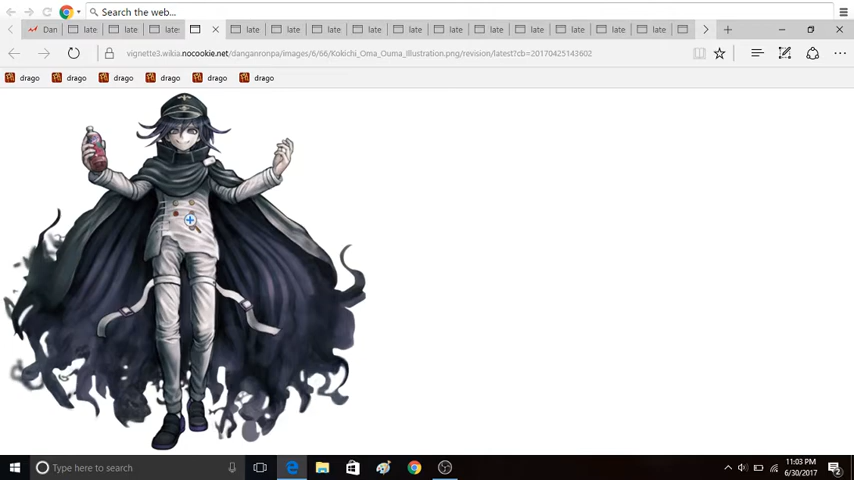 Search the web...
Dan late late late late late late late late late late late late late late
vignette3.wikia.nocookie.net/danganronpa/images/6/66/Kokichi_Oma_Ouma_Illustration.png/revision/latest?cb=20170425143602
drago drago drago drago drago drago
Type here to search
11:03 PM
6/30/2017
2